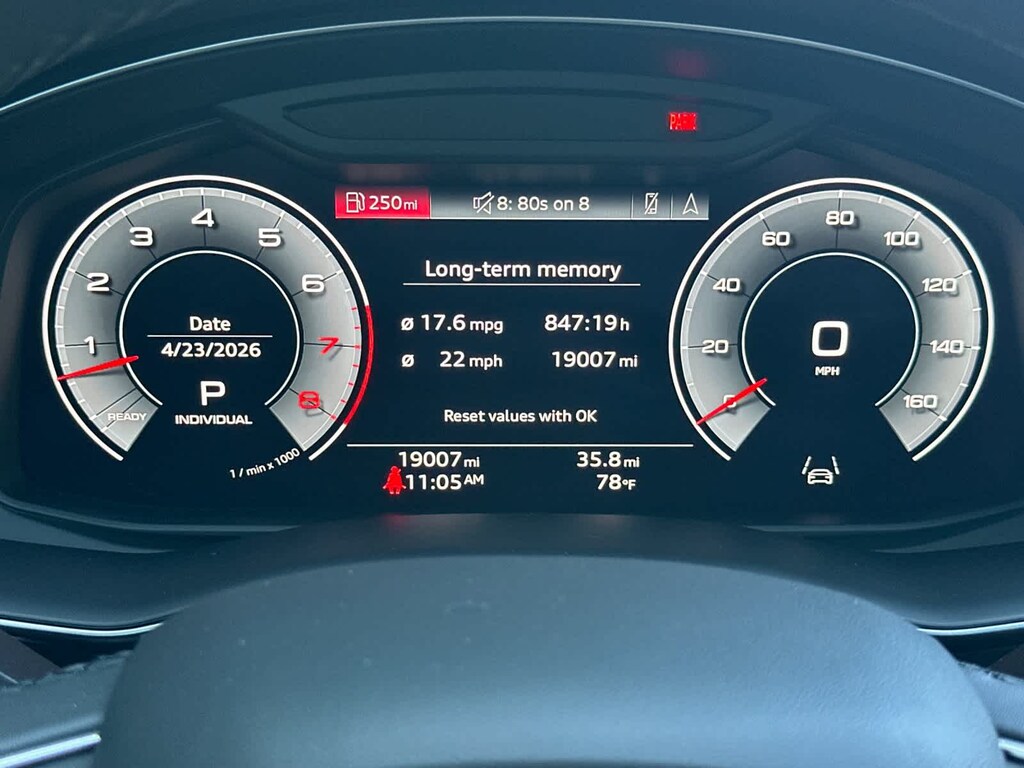 PARK
250 mi
8: 80s on 8
Long-term memory
ø 17.6 mpg 847:19 h
ø 22 mph 19007 mi
Reset values with OK
19007 mi 35.8 mi
11:05 AM 78°F
READY
1
2
3
4
5
6
7
8
1 / min x 1000
Date
4/23/2026
P
INDIVIDUAL
0
20
40
60
80
100
120
140
160
0
MPH